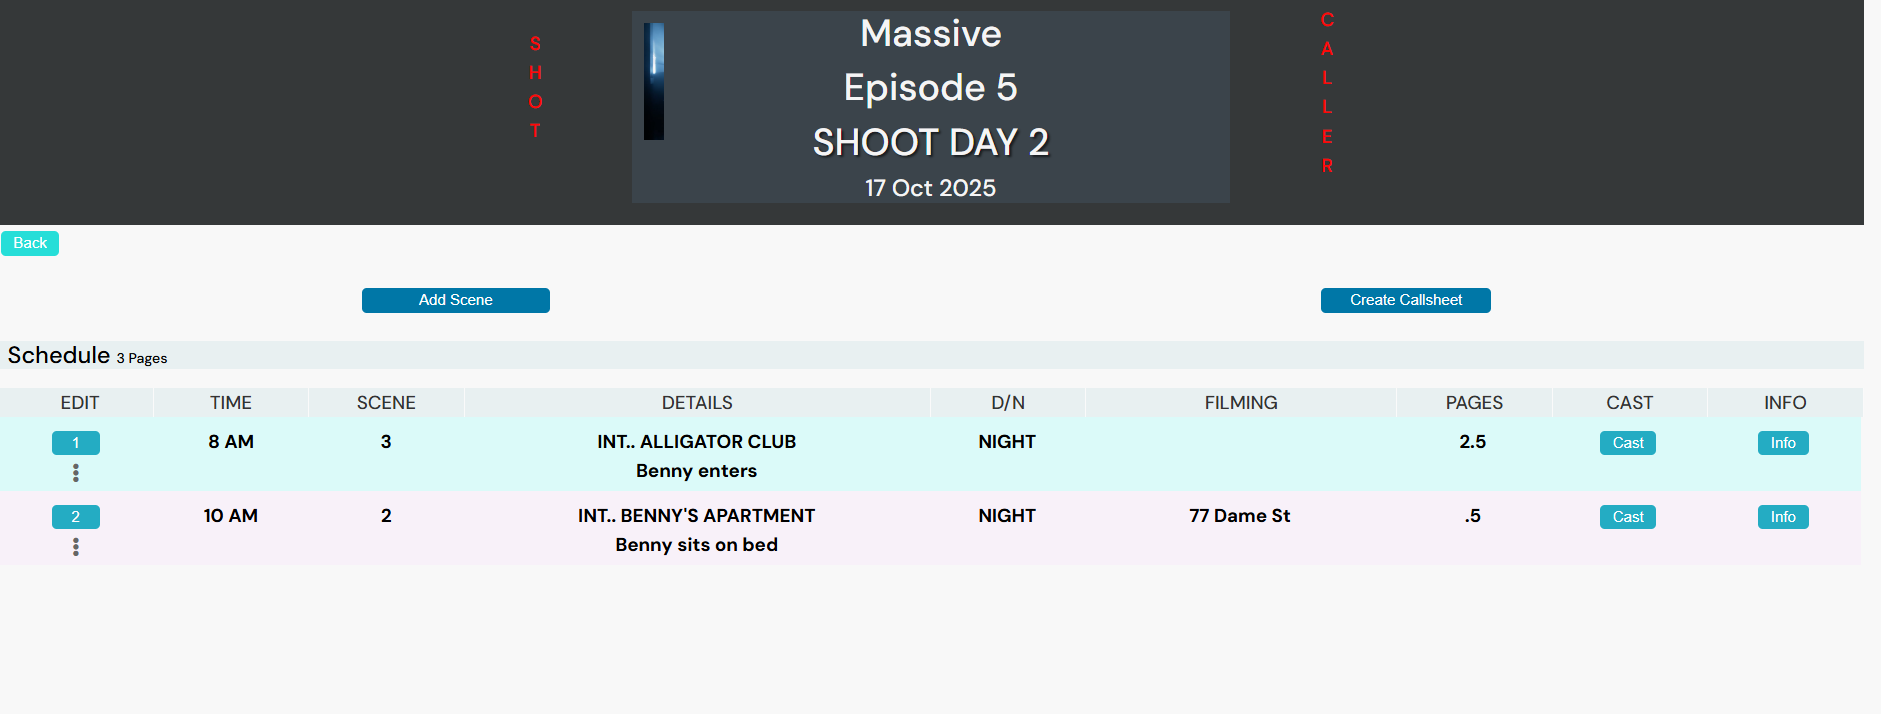 SHOT
Massive
Episode 5
SHOOT DAY 2
17 Oct 2025
CALLER
Back
Add Scene
Create Callsheet
Schedule 3 Pages
EDIT TIME SCENE DETAILS D/N FILMING PAGES CAST INFO
1 8 AM 3 INT.. ALLIGATOR CLUB NIGHT 2.5 Cast Info
Benny enters
2 10 AM 2 INT.. BENNY'S APARTMENT NIGHT 77 Dame St .5 Cast Info
Benny sits on bed